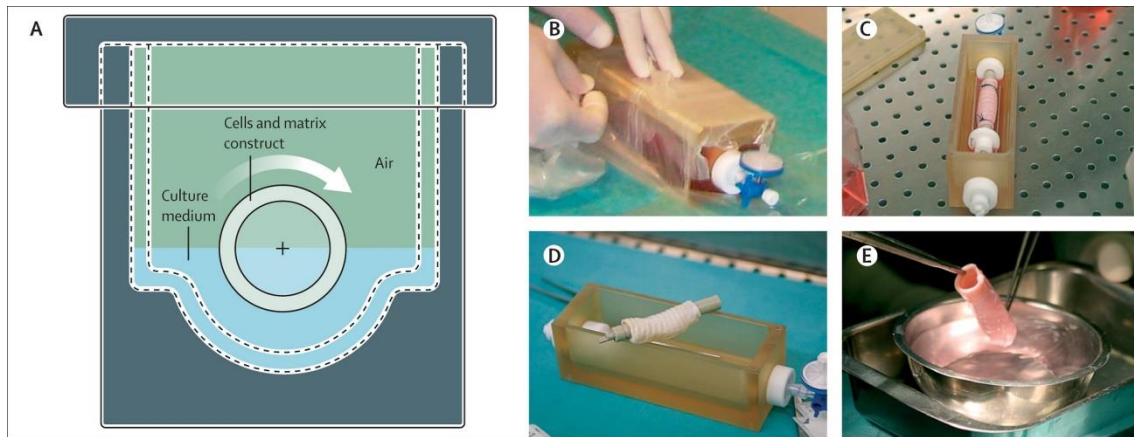 A
Cells and matrix
construct
Air
Culture
medium
B
C
D
E